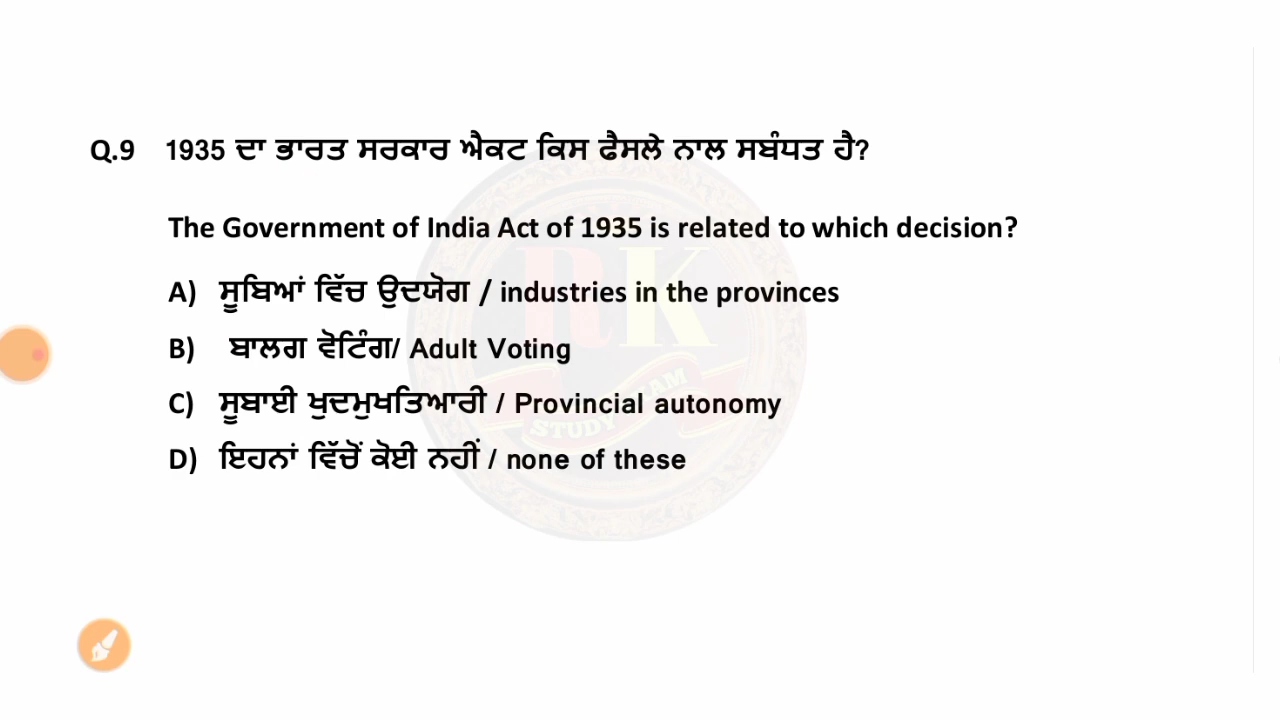 Q.9 1935 ਦਾ ਭਾਰਤ ਸਰਕਾਰ ਐਕਟ ਕਿਸ ਫੈਸਲੇ ਨਾਲ ਸਬੰਧਤ ਹੈ?
The Government of India Act of 1935 is related to which decision?
A) ਸੂਬਿਆਂ ਵਿੱਚ ਉਦਯੋਗ / industries in the provinces
B) ਬਾਲਗ ਵੋਟਿੰਗ/ Adult Voting
C) ਸੂਬਾਈ ਖੁਦਮੁਖਤਿਆਰੀ / Provincial autonomy
D) ਇਹਨਾਂ ਵਿੱਚੋਂ ਕੋਈ ਨਹੀਂ / none of these
RK
STUDY